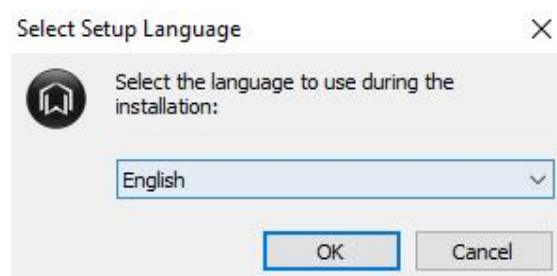 Select Setup Language
Select the language to use during the
installation:
English
OK Cancel